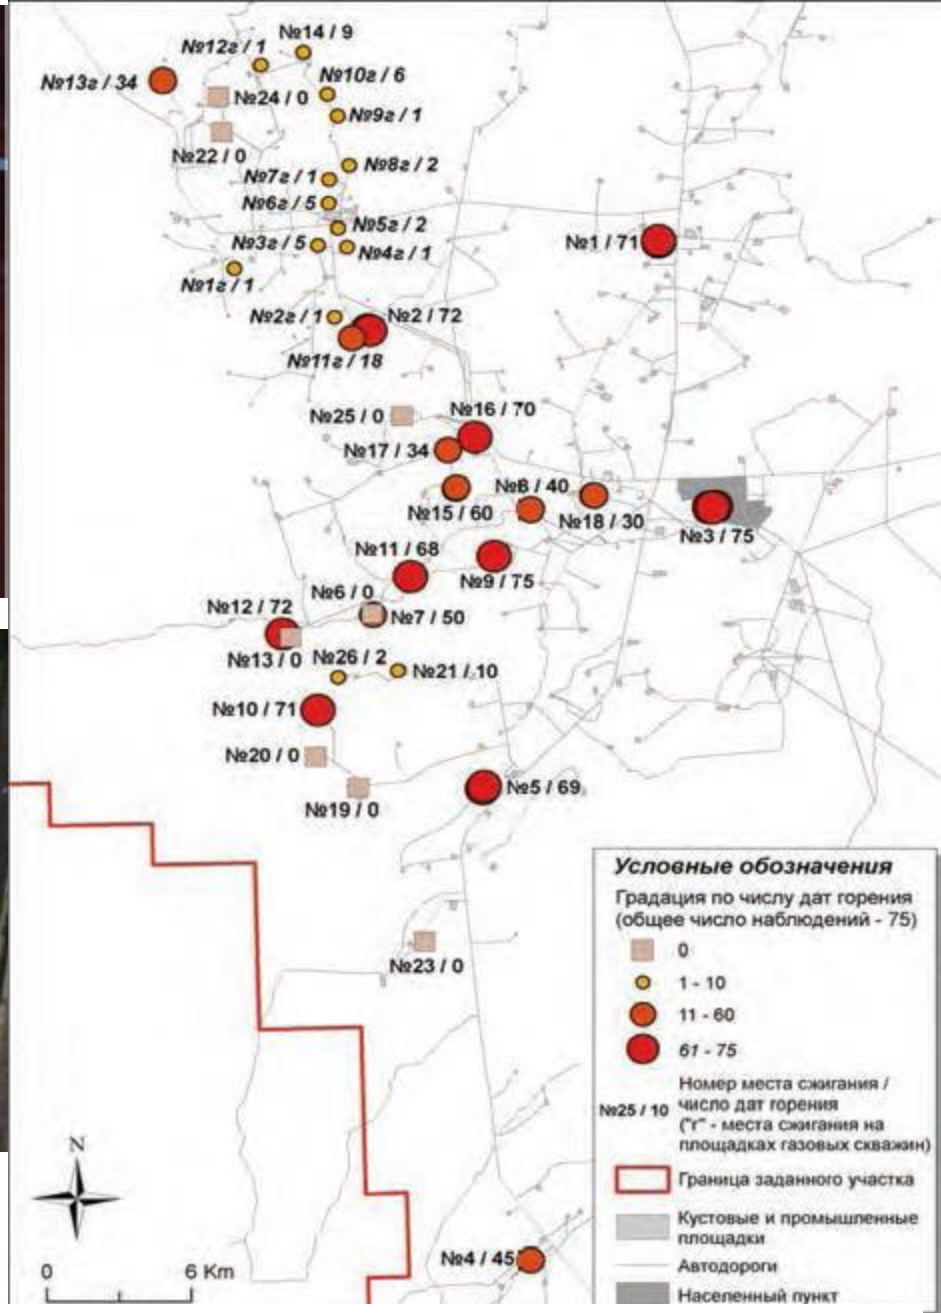 №14 / 9
№12г / 1
№13г / 34
№10г / 6
№24 / 0
№9г / 1
№22 / 0
№8г / 2
№7г / 1
№6г / 5
№5г / 2
№3г / 5
№4г / 1
№1 / 71
№1г / 1
№2г / 1
№2 / 72
№11г / 18
№25 / 0
№16 / 70
№17 / 34
№8 / 40
№15 / 60
№18 / 30
№3 / 75
№11 / 68
№9 / 75
№6 / 0
№12 / 72
№7 / 50
№13 / 0
№26 / 2
№21 / 10
№10 / 71
№20 / 0
№5 / 69
№19 / 0
№23 / 0
№4 / 45
N
0 6 Km
Условные обозначения
Градация по числу дат горения
(общее число наблюдений - 75)
0
1 - 10
11 - 60
61 - 75
№25 / 10
Номер места сжигания /
число дат горения
("г" - места сжигания на
площадках газовых скважин)
Граница заданного участка
Кустовые и промышленные
площадки
Автодороги
Населенный пункт